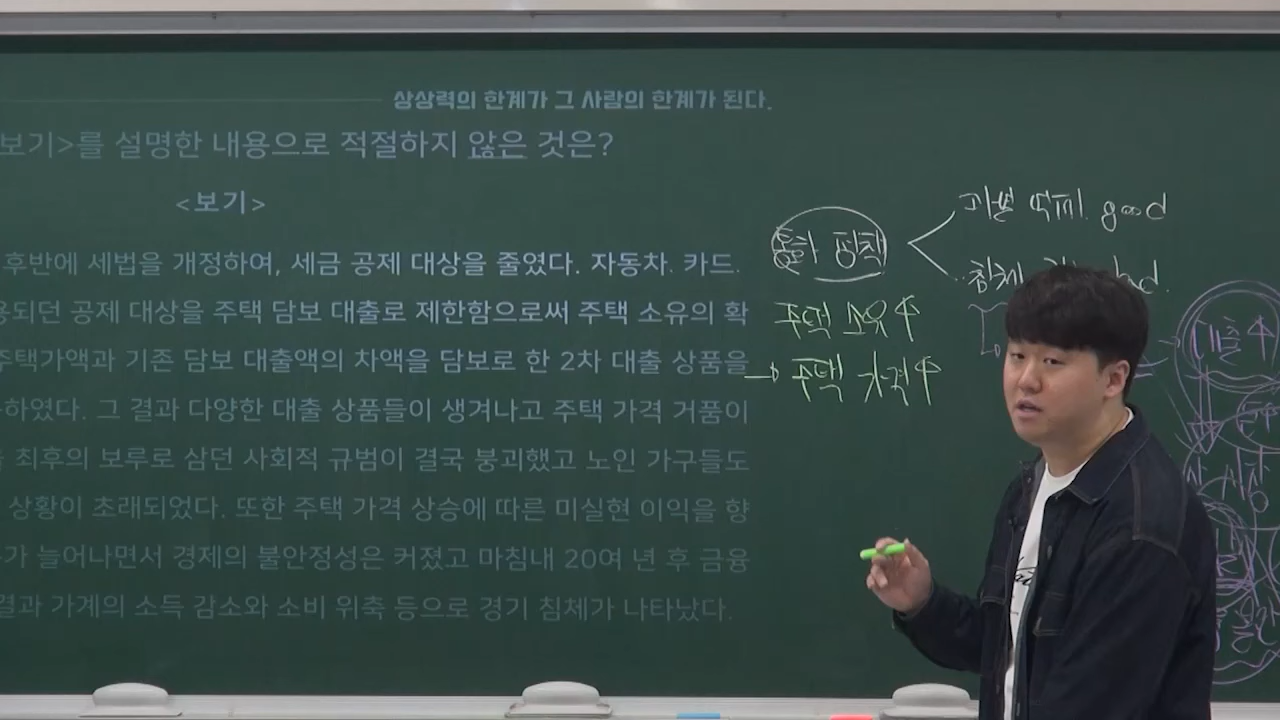 상상력의 한계가 그 사람의 한계가 된다.
보기>를 설명한 내용으로 적절하지 않은 것은?
<보기>
후반에 세법을 개정하여, 세금 공제 대상을 줄였다. 자동차. 카드.
되던 공제 대상을 주택 담보 대출로 제한함으로써 주택 소유의 확
주택가액과 기존 담보 대출액의 차액을 담보로 한 2차 대출 상품을
하였다. 그 결과 다양한 대출 상품들이 생겨나고 주택 가격 거품이
최후의 보루로 삼던 사회적 규범이 결국 붕괴했고 노인 가구들도
상황이 초래되었다. 또한 주택 가격 상승에 따른 미실현 이익을 향
가 늘어나면서 경제의 불안정성은 커졌고 마침내 20여 년 후 금융
결과 가계의 소득 감소와 소비 위축 등으로 경기 침체가 나타났다.
통화 정책
good
침체
주택 소유↑
→ 주택 가격↑
대출↑